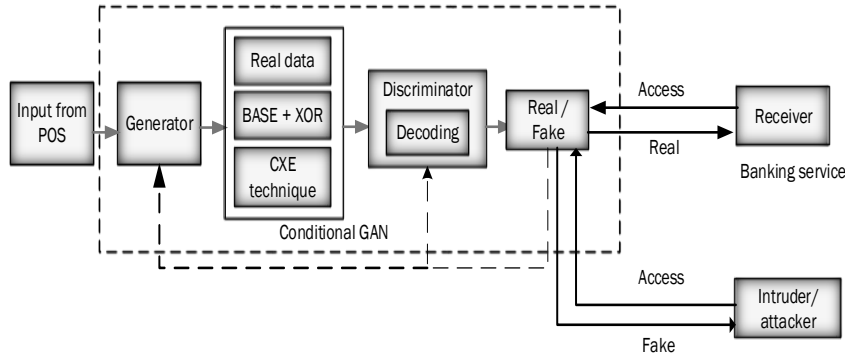 Input from
POS
Generator
Real data
BASE + XOR
CXE
technique
Conditional GAN
Discriminator
Decoding
Real /
Fake
Access
Real
Receiver
Banking service
Access
Fake
Intruder/
attacker